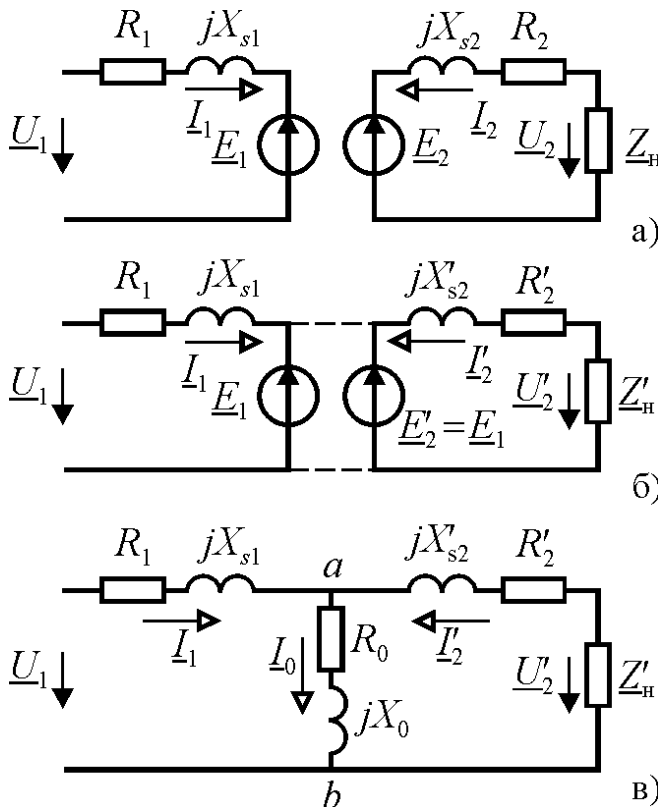 R₁ jXₛ₁ jXₛ₂ R₂
U₁ I₁ E₁ E₂ I₂ U₂ Zн
а)
R₁ jXₛ₁ jX′ₛ₂ R′₂
U₁ I₁ E₁ I′₂ U′₂ Z′н
E′₂ = E₁
б)
R₁ jXₛ₁ a jX′ₛ₂ R′₂
U₁ I₁ I₀ R₀ I′₂ U′₂ Z′н
jX₀
b в)